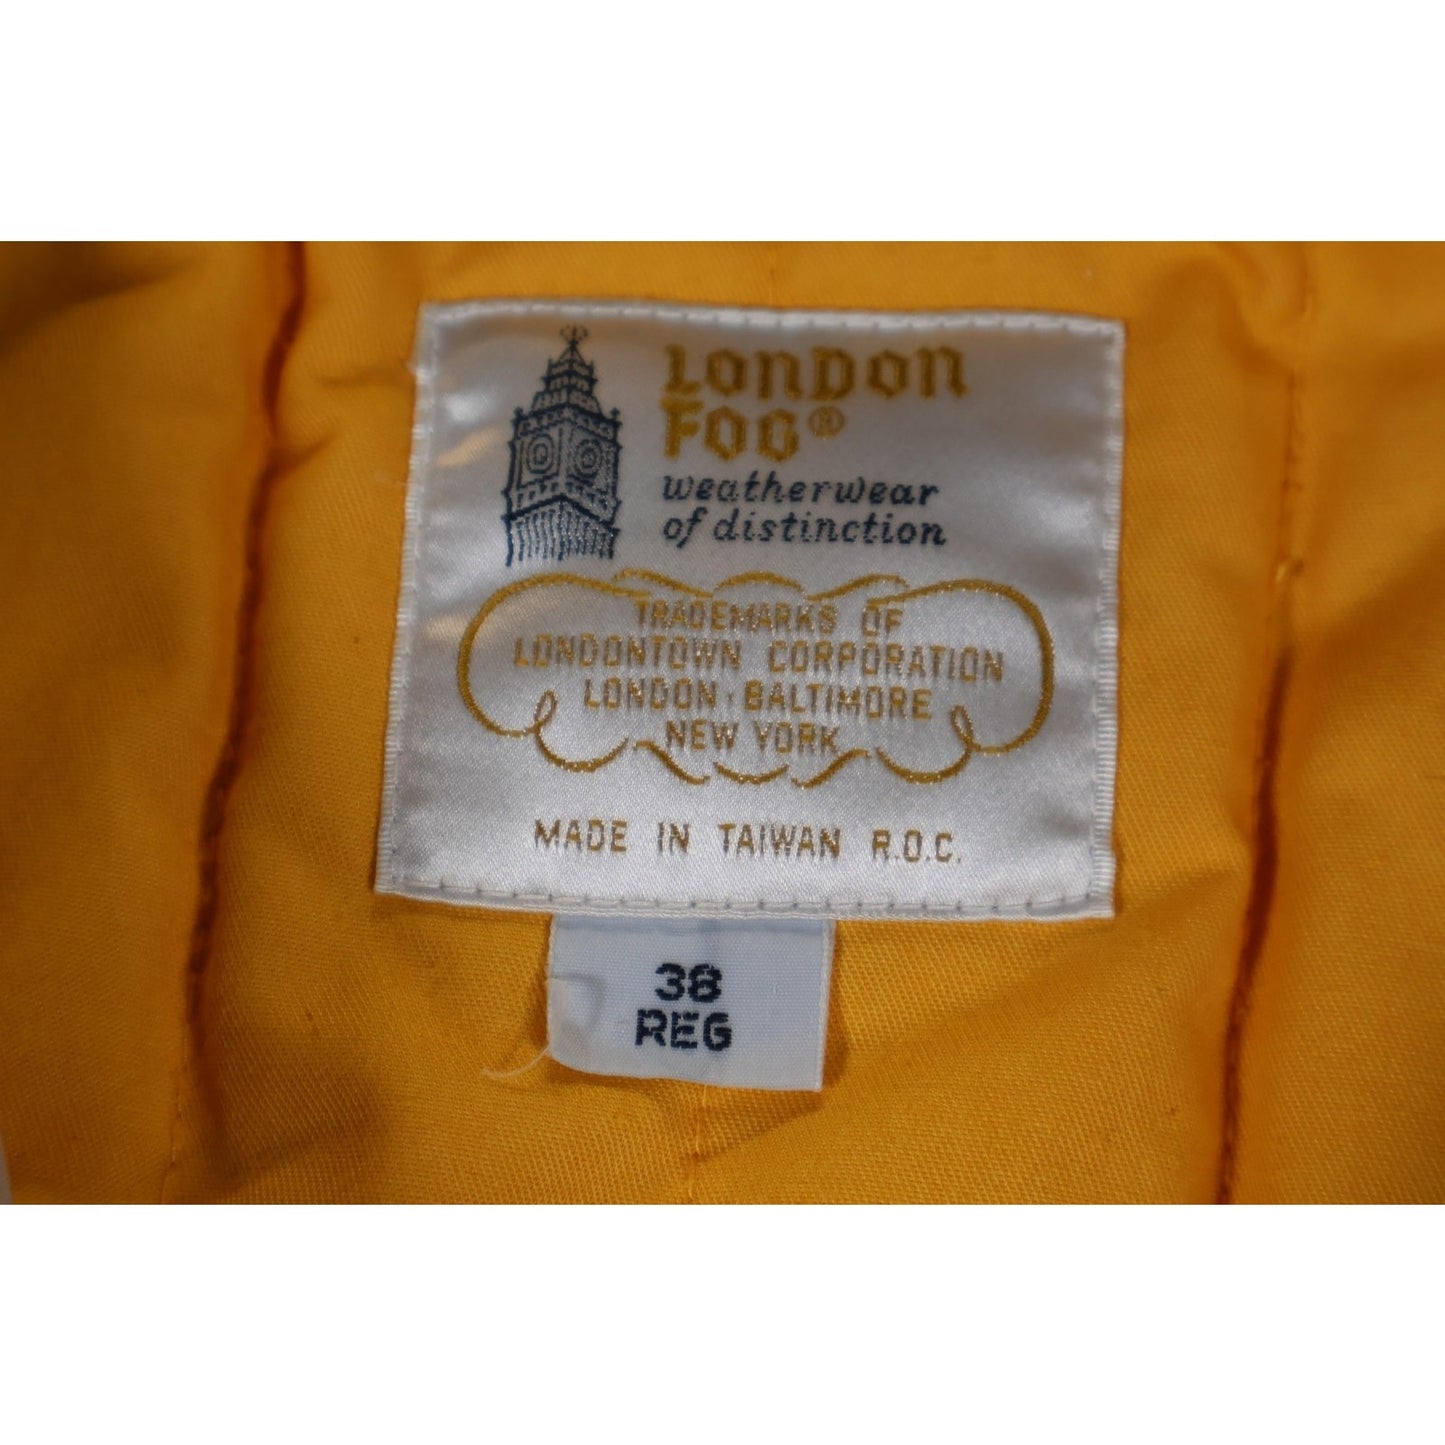 LONDON
FOG®
weatherwear
of distinction
TRADEMARKS OF
LONDONTOWN CORPORATION
LONDON · BALTIMORE
NEW YORK
MADE IN TAIWAN R.O.C.
38
REG